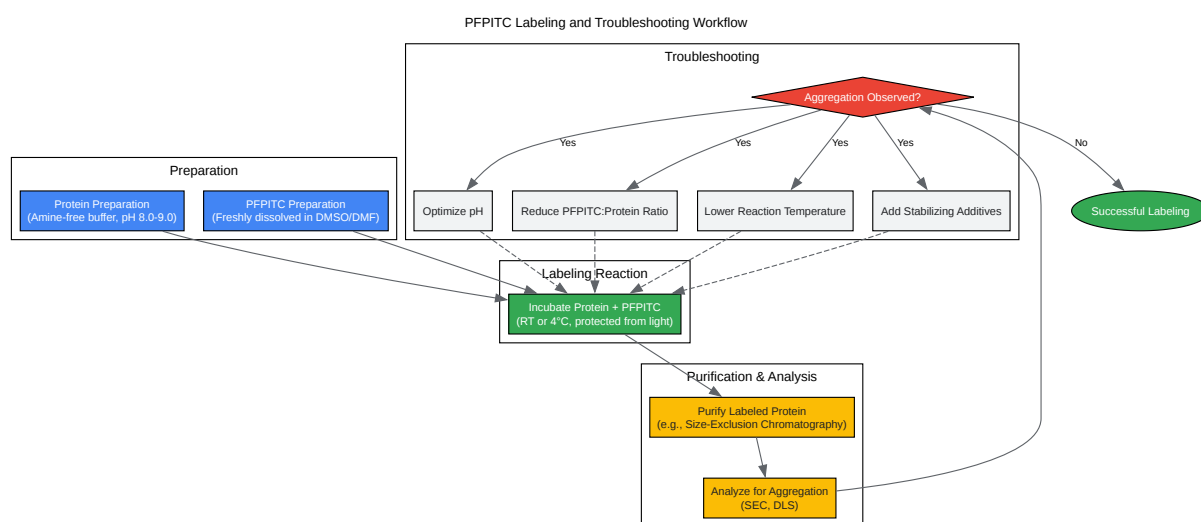 PFPITC Labeling and Troubleshooting Workflow
Troubleshooting
Aggregation Observed?
Yes
Yes
Yes
Yes
No
Preparation
Protein Preparation
(Amine-free buffer, pH 8.0-9.0)
PFPITC Preparation
(Freshly dissolved in DMSO/DMF)
Optimize pH
Reduce PFPITC:Protein Ratio
Lower Reaction Temperature
Add Stabilizing Additives
Successful Labeling
Labeling Reaction
Incubate Protein + PFPITC
(RT or 4°C, protected from light)
Purification & Analysis
Purify Labeled Protein
(e.g., Size-Exclusion Chromatography)
Analyze for Aggregation
(SEC, DLS)